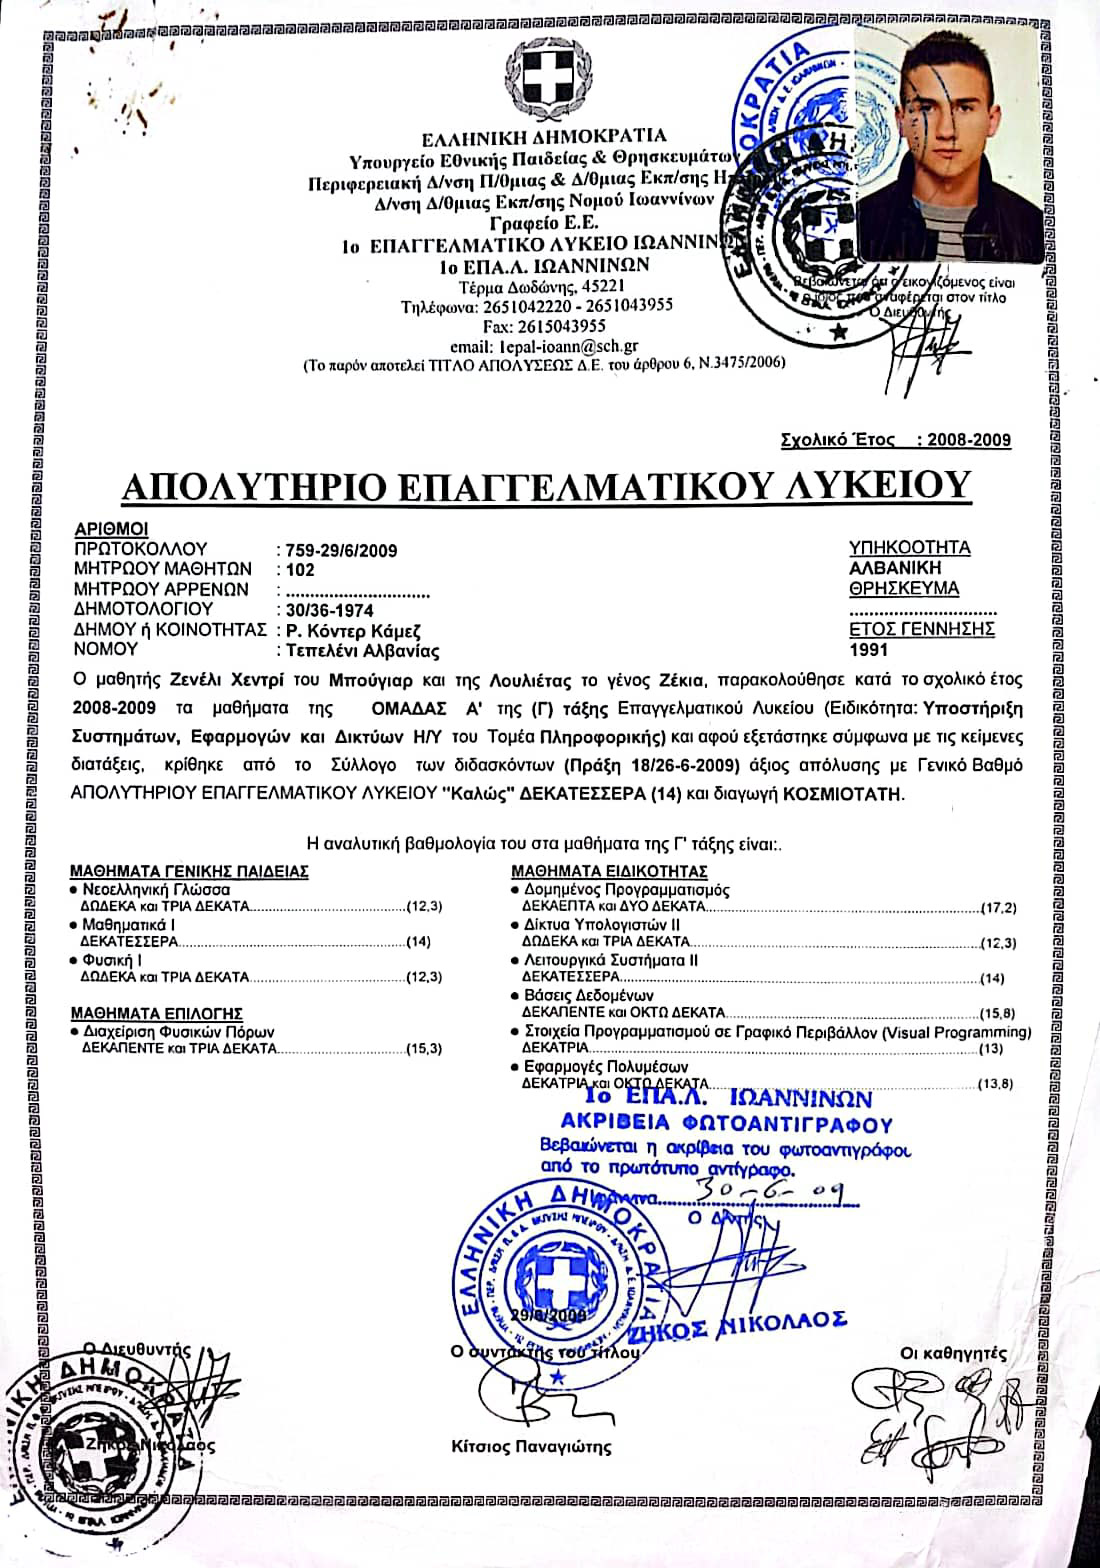 ΕΛΛΗΝΙΚΗ ΔΗΜΟΚΡΑΤΙΑ
Υπουργείο Εθνικής Παιδείας & Θρησκευμάτων
Περιφερειακή Δ/νση Π/θμιας & Δ/θμιας Εκπ/σης
Δ/νση Δ/θμιας Εκπ/σης Νομού Ιωαννίνων
Γραφείο Ε.Ε.
1ο ΕΠΑΓΓΕΛΜΑΤΙΚΟ ΛΥΚΕΙΟ ΙΩΑΝΝΙΝΩΝ
1ο ΕΠΑ.Λ. ΙΩΑΝΝΙΝΩΝ
Τέρμα Δωδώνης, 45221
Τηλέφωνα: 2651042220 - 2651043955
Fax: 2615043955
email: 1epal-ioann@sch.gr
(Το παρόν αποτελεί ΤΙΤΛΟ ΑΠΟΛΥΣΕΩΣ Δ.Ε. του άρθρου 6, Ν.3475/2006)
Βεβαιώνεται ότι ο εικονιζόμενος είναι
ο ίδιος που αναφέρεται στον τίτλο
Ο Διευθυντής
Σχολικό Έτος : 2008-2009
ΑΠΟΛΥΤΗΡΙΟ ΕΠΑΓΓΕΛΜΑΤΙΚΟΥ ΛΥΚΕΙΟΥ
ΑΡΙΘΜΟΙ
ΠΡΩΤΟΚΟΛΛΟΥ : 759-29/6/2009
ΜΗΤΡΩΟΥ ΜΑΘΗΤΩΝ : 102
ΜΗΤΡΩΟΥ ΑΡΡΕΝΩΝ : ..............................
ΔΗΜΟΤΟΛΟΓΙΟΥ : 30/36-1974
ΔΗΜΟΥ ή ΚΟΙΝΟΤΗΤΑΣ : Ρ. Κόντερ Κάμεζ
ΝΟΜΟΥ : Τεπελένι Αλβανίας
ΥΠΗΚΟΟΤΗΤΑ
ΑΛΒΑΝΙΚΗ
ΘΡΗΣΚΕΥΜΑ
..............................
ΕΤΟΣ ΓΕΝΝΗΣΗΣ
1991
Ο μαθητής Ζενέλι Χεντρί του Μπούγιαρ και της Λουλιέτας το γένος Ζέκια, παρακολούθησε κατά το σχολικό έτος
2008-2009 τα μαθήματα της ΟΜΑΔΑΣ Α' της (Γ) τάξης Επαγγελματικού Λυκείου (Ειδικότητα: Υποστήριξη
Συστημάτων, Εφαρμογών και Δικτύων Η/Υ του Τομέα Πληροφορικής) και αφού εξετάστηκε σύμφωνα με τις κείμενες
διατάξεις, κρίθηκε από το Σύλλογο των διδασκόντων (Πράξη 18/26-6-2009) άξιος απόλυσης με Γενικό Βαθμό
ΑΠΟΛΥΤΗΡΙΟΥ ΕΠΑΓΓΕΛΜΑΤΙΚΟΥ ΛΥΚΕΙΟΥ "Καλώς" ΔΕΚΑΤΕΣΣΕΡΑ (14) και διαγωγή ΚΟΣΜΙΟΤΑΤΗ.
Η αναλυτική βαθμολογία του στα μαθήματα της Γ' τάξης είναι:.
ΜΑΘΗΜΑΤΑ ΓΕΝΙΚΗΣ ΠΑΙΔΕΙΑΣ
• Νεοελληνική Γλώσσα
ΔΩΔΕΚΑ και ΤΡΙΑ ΔΕΚΑΤΑ..............................(12,3)
• Μαθηματικά Ι
ΔΕΚΑΤΕΣΣΕΡΑ..............................(14)
• Φυσική Ι
ΔΩΔΕΚΑ και ΤΡΙΑ ΔΕΚΑΤΑ..............................(12,3)
ΜΑΘΗΜΑΤΑ ΕΠΙΛΟΓΗΣ
• Διαχείριση Φυσικών Πόρων
ΔΕΚΑΠΕΝΤΕ και ΤΡΙΑ ΔΕΚΑΤΑ..............................(15,3)
ΜΑΘΗΜΑΤΑ ΕΙΔΙΚΟΤΗΤΑΣ
• Δομημένος Προγραμματισμός
ΔΕΚΑΕΠΤΑ και ΔΥΟ ΔΕΚΑΤΑ..............................(17,2)
• Δίκτυα Υπολογιστών ΙΙ
ΔΩΔΕΚΑ και ΤΡΙΑ ΔΕΚΑΤΑ..............................(12,3)
• Λειτουργικά Συστήματα ΙΙ
ΔΕΚΑΤΕΣΣΕΡΑ..............................(14)
• Βάσεις Δεδομένων
ΔΕΚΑΠΕΝΤΕ και ΟΚΤΩ ΔΕΚΑΤΑ..............................(15,8)
• Στοιχεία Προγραμματισμού σε Γραφικό Περιβάλλον (Visual Programming)
ΔΕΚΑΤΡΙΑ..............................(13)
• Εφαρμογές Πολυμέσων
ΔΕΚΑΤΡΙΑ και ΟΚΤΩ ΔΕΚΑΤΑ..............................(13,8)
1ο ΕΠΑ.Λ. ΙΩΑΝΝΙΝΩΝ
ΑΚΡΙΒΕΙΑ ΦΩΤΟΑΝΤΙΓΡΑΦΟΥ
Βεβαιώνεται η ακρίβεια του φωτοαντιγράφου
από το πρωτότυπο αντίγραφο.
30-6-09
ΕΛΛΗΝΙΚΗ ΔΗΜΟΚΡΑΤΙΑ
29/6/2009
ΖΗΚΟΣ ΝΙΚΟΛΑΟΣ
Ο Διευθυντής
Ζήκος Νικόλαος
Ο συντάκτης του τίτλου
Κίτσιος Παναγιώτης
Οι καθηγητές